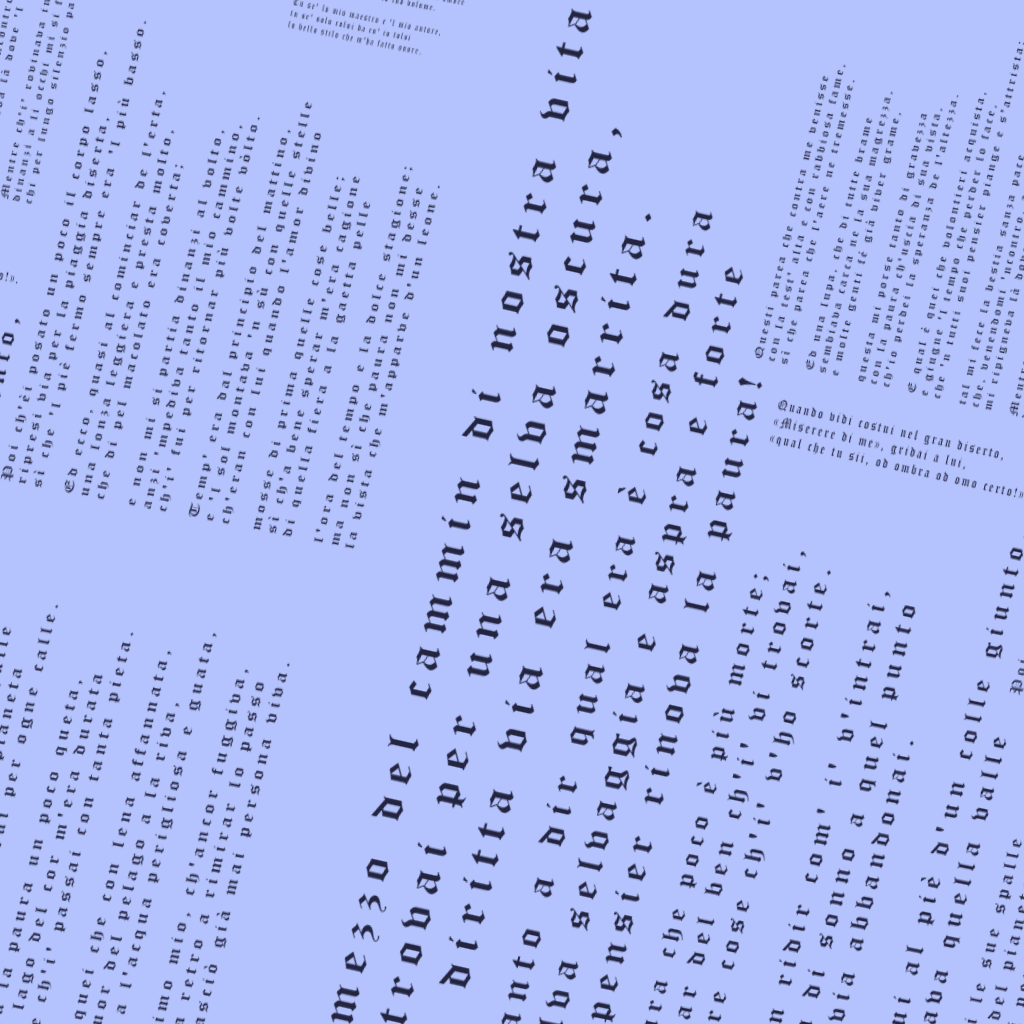 mezzo del cammin di nostra vita
trovai per una selva oscura,
diritta via era smarrita.
a dir qual era è cosa dura
selvaggia e aspra e forte
pensier rinova la paura!
che poco è più morte;
del ben ch'i' vi trovai,
cose ch'i' v'ho scorte.
ridir com' i' v'intrai,
di sonno a quel punto
via abbandonai.
al piè d'un colle giunto,
quella valle
le sue spalle
del pianeta
per ogne calle.
la paura un poco queta,
lago del cor m'era durata
ch'i' passai con tanta pieta.
quei che con lena affannata,
del pelago a la riva,
a l'acqua perigliosa e guata,
mio, ch'ancor fuggiva,
retro a rimirar lo passo
già mai persona viva.
Poi ch'èi posato un poco il corpo lasso,
ripresi via per la piaggia diserta,
sì che 'l piè fermo sempre era 'l più basso.
Ed ecco, quasi al cominciar de l'erta,
una lonza leggiera e presta molto,
che di pel macolato era coverta;
e non mi si partia dinanzi al volto,
anzi 'mpediva tanto il mio cammino,
ch'i' fui per ritornar più volte vòlto.
Temp' era dal principio del mattino,
e 'l sol montava 'n sù con quelle stelle
ch'eran con lui quando l'amor divino
mosse di prima quelle cose belle;
sì ch'a bene sperar m'era cagione
di quella fiera a la gaetta pelle
l'ora del tempo e la dolce stagione;
ma non sì che paura non mi desse
la vista che m'apparve d'un leone.
Questi parea che contra me venisse
con la test' alta e con rabbiosa fame,
sì che parea che l'aere ne tremesse.
Ed una lupa, che di tutte brame
sembiava carca ne la sua magrezza,
e molte genti fé già viver grame,
questa mi porse tanto di gravezza
con la paura ch'uscia di sua vista,
ch'io perdei la speranza de l'altezza.
E qual è quei che volontieri acquista,
e giugne 'l tempo che perder lo face,
che 'n tutti suoi pensier piange e s'attrista;
tal mi fece la bestia sanza pace,
che, venendomi 'ncontro
mi ripigneva là dove
Mentre ch'i' rovinava in
dinanzi a li occhi mi si
chi per lungo silenzio
Quando vidi costui nel gran diserto,
«Miserere di me», gridai a lui,
«qual che tu sii, od ombra od omo certo!».
Tu se' lo mio maestro e 'l mio autore,
tu se' solo colui da cu' io tolsi
lo bello stilo che m'ha fatto onore.